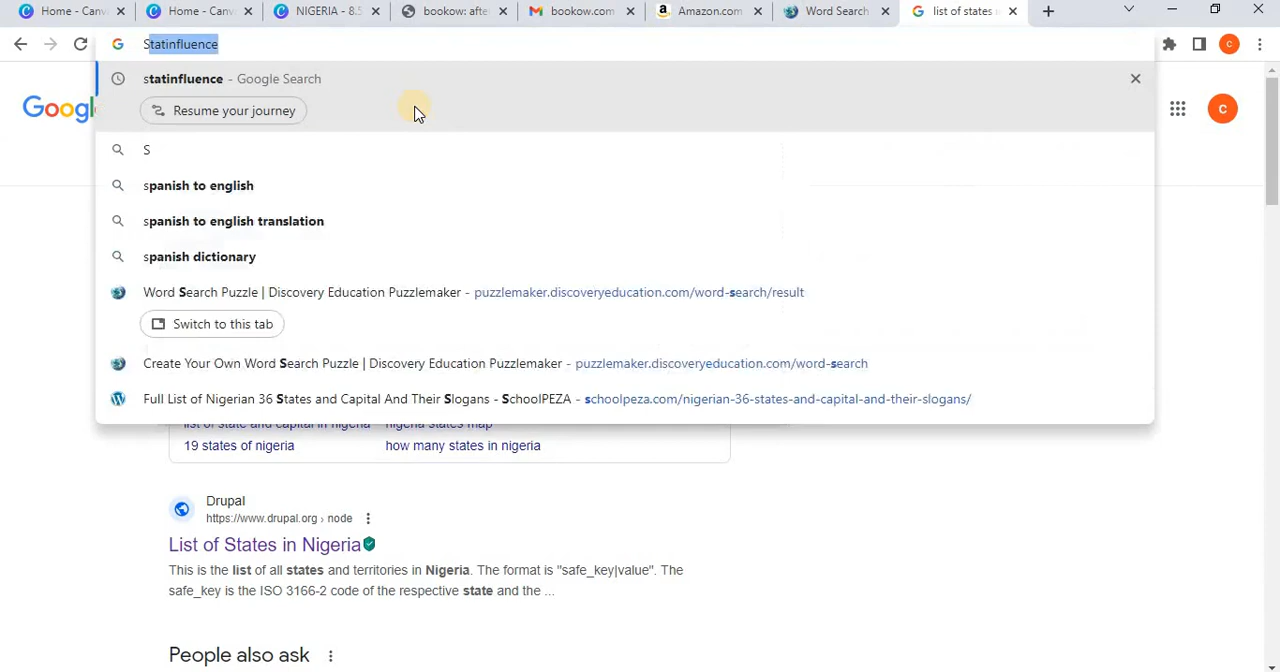 Home - Canv
Home - Canv
NIGERIA - 8.5
bookow: afte
bookow.com
Amazon.com
Word Search
list of states
Statinfluence
statinfluence - Google Search
Resume your journey
S
spanish to english
spanish to english translation
spanish dictionary
Word Search Puzzle | Discovery Education Puzzlemaker - puzzlemaker.discoveryeducation.com/word-search/result
Switch to this tab
Create Your Own Word Search Puzzle | Discovery Education Puzzlemaker - puzzlemaker.discoveryeducation.com/word-search
Full List of Nigerian 36 States and Capital And Their Slogans - SchoolPEZA - schoolpeza.com/nigerian-36-states-and-capital-and-their-slogans/
Googl
C
C
list of state and capital in nigeria
nigeria states map
19 states of nigeria
how many states in nigeria
Drupal
https://www.drupal.org › node
List of States in Nigeria
This is the list of all states and territories in Nigeria. The format is "safe_key|value". The
safe_key is the ISO 3166-2 code of the respective state and the ...
People also ask